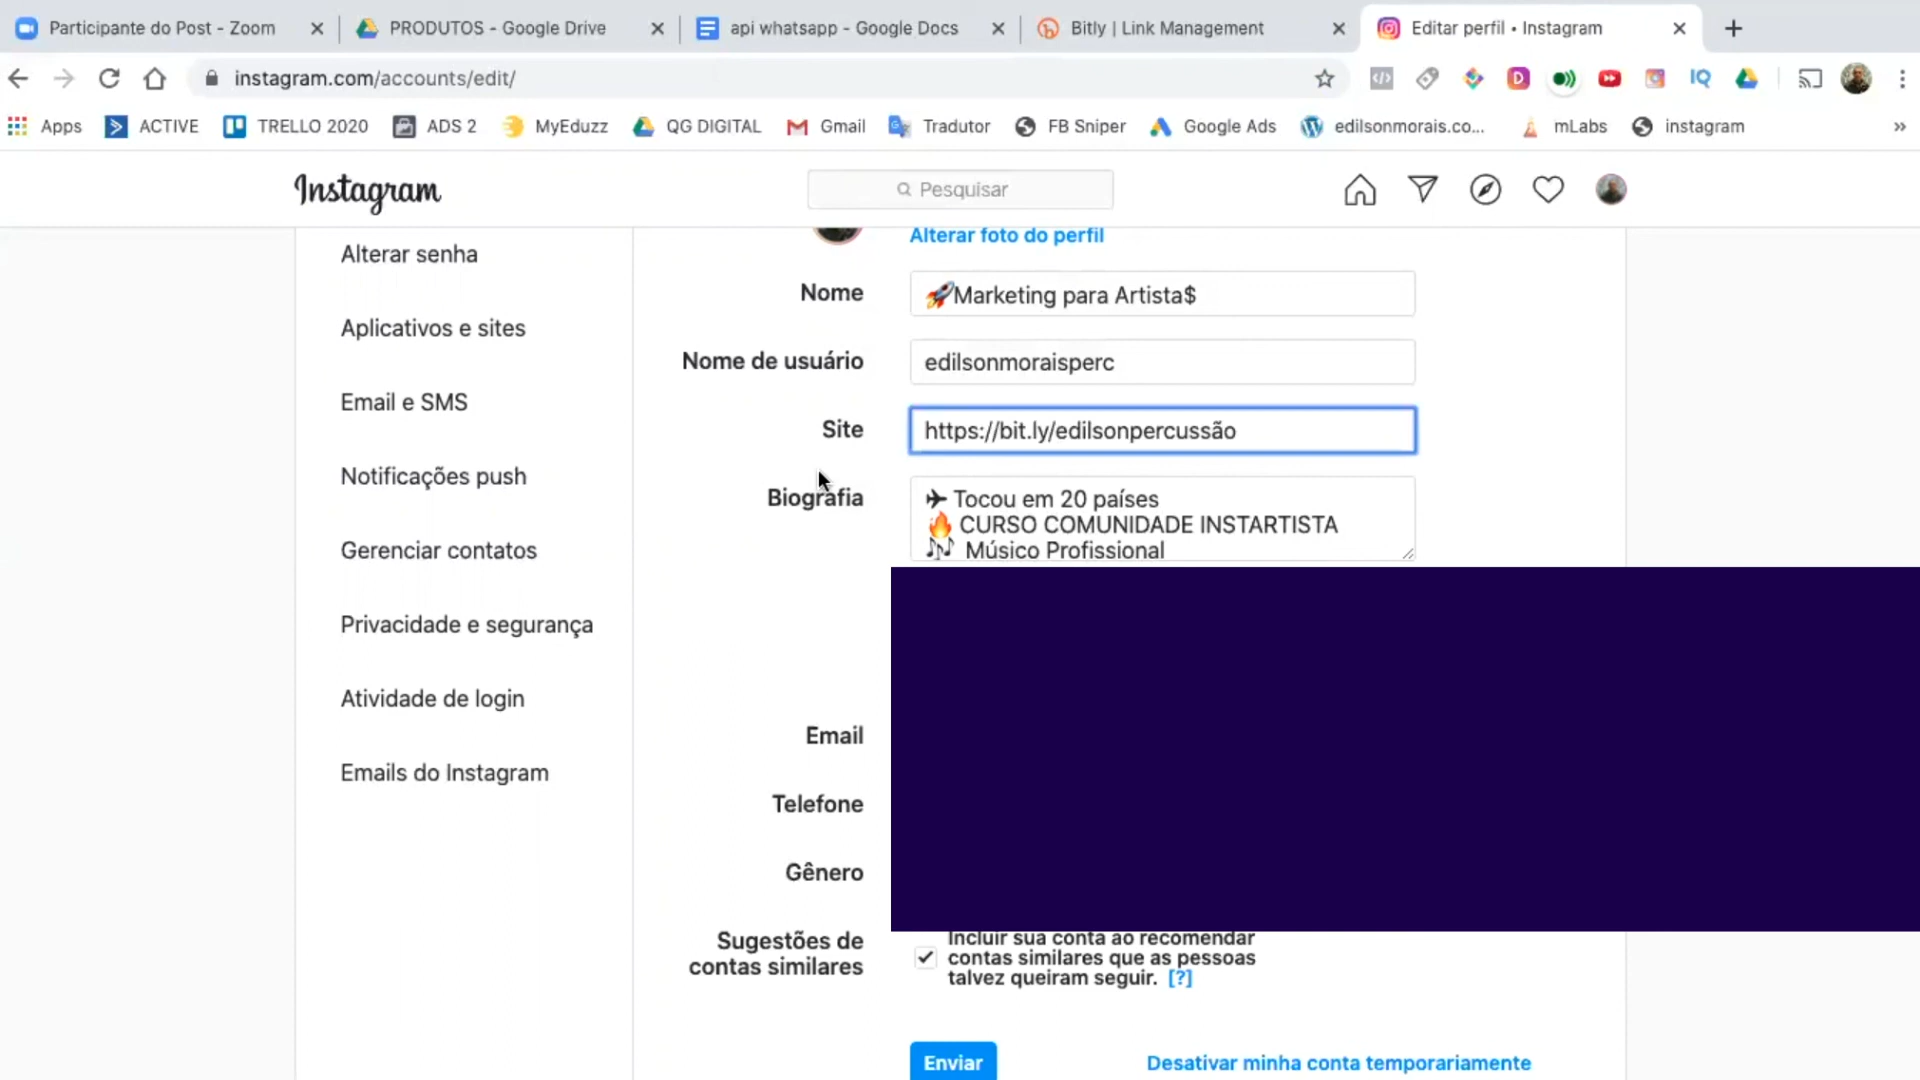 Participante do Post - Zoom
PRODUTOS - Google Drive
api whatsapp - Google Docs
Bitly | Link Management
Editar perfil • Instagram
instagram.com/accounts/edit/
Apps
ACTIVE
TRELLO 2020
ADS 2
MyEduzz
QG DIGITAL
Gmail
Tradutor
FB Sniper
Google Ads
edilsonmorais.co...
mLabs
instagram
Instagram
Pesquisar
Alterar senha
Aplicativos e sites
Email e SMS
Notificações push
Gerenciar contatos
Privacidade e segurança
Atividade de login
Emails do Instagram
Alterar foto do perfil
Nome
🚀Marketing para Artista$
Nome de usuário
edilsonmoraisperc
Site
https://bit.ly/edilsonpercussão
Biografia
✈ Tocou em 20 países
🔥 CURSO COMUNIDADE INSTARTISTA
🎶 Músico Profissional
Email
Telefone
Gênero
Sugestões de
contas similares
Incluir sua conta ao recomendar
contas similares que as pessoas
talvez queiram seguir. [?]
Enviar
Desativar minha conta temporariamente